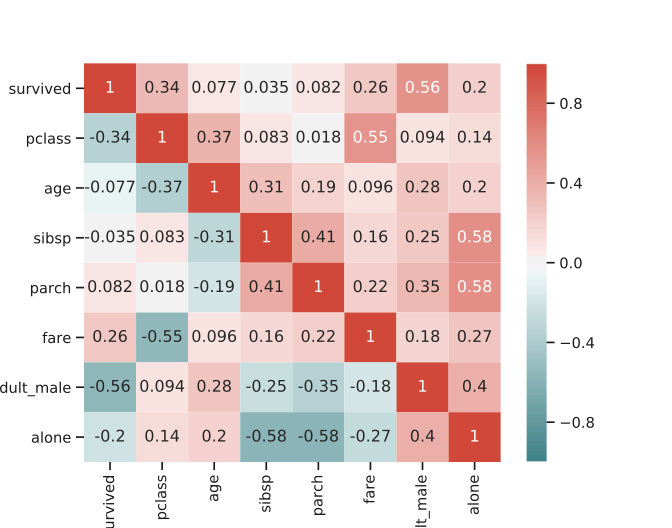 survived 1 0.34 0.077 0.035 0.082 0.26 0.56 0.2
pclass -0.34 1 0.37 0.083 0.018 0.55 0.094 0.14
age -0.077 -0.37 1 0.31 0.19 0.096 0.28 0.2
sibsp -0.035 0.083 -0.31 1 0.41 0.16 0.25 0.58
parch 0.082 0.018 -0.19 0.41 1 0.22 0.35 0.58
fare 0.26 -0.55 0.096 0.16 0.22 1 0.18 0.27
dult_male -0.56 0.094 0.28 -0.25 -0.35 -0.18 1 0.4
alone -0.2 0.14 0.2 -0.58 -0.58 -0.27 0.4 1
urvived pclass age sibsp parch fare lt_male alone
0.8
0.4
0.0
−0.4
−0.8